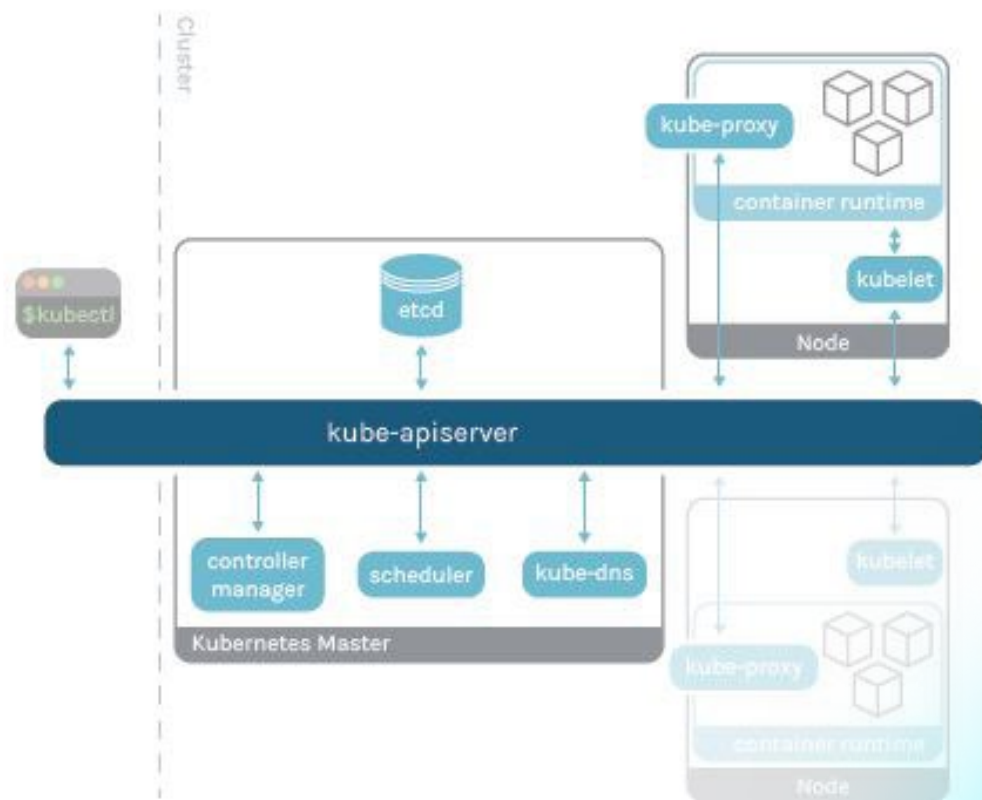 Cluster
kube-proxy
container runtime
kubelet
Node
$kubectl
etcd
kube-apiserver
controller
manager
scheduler
kube-dns
Kubernetes Master
kubelet
kube-proxy
container runtime
Node